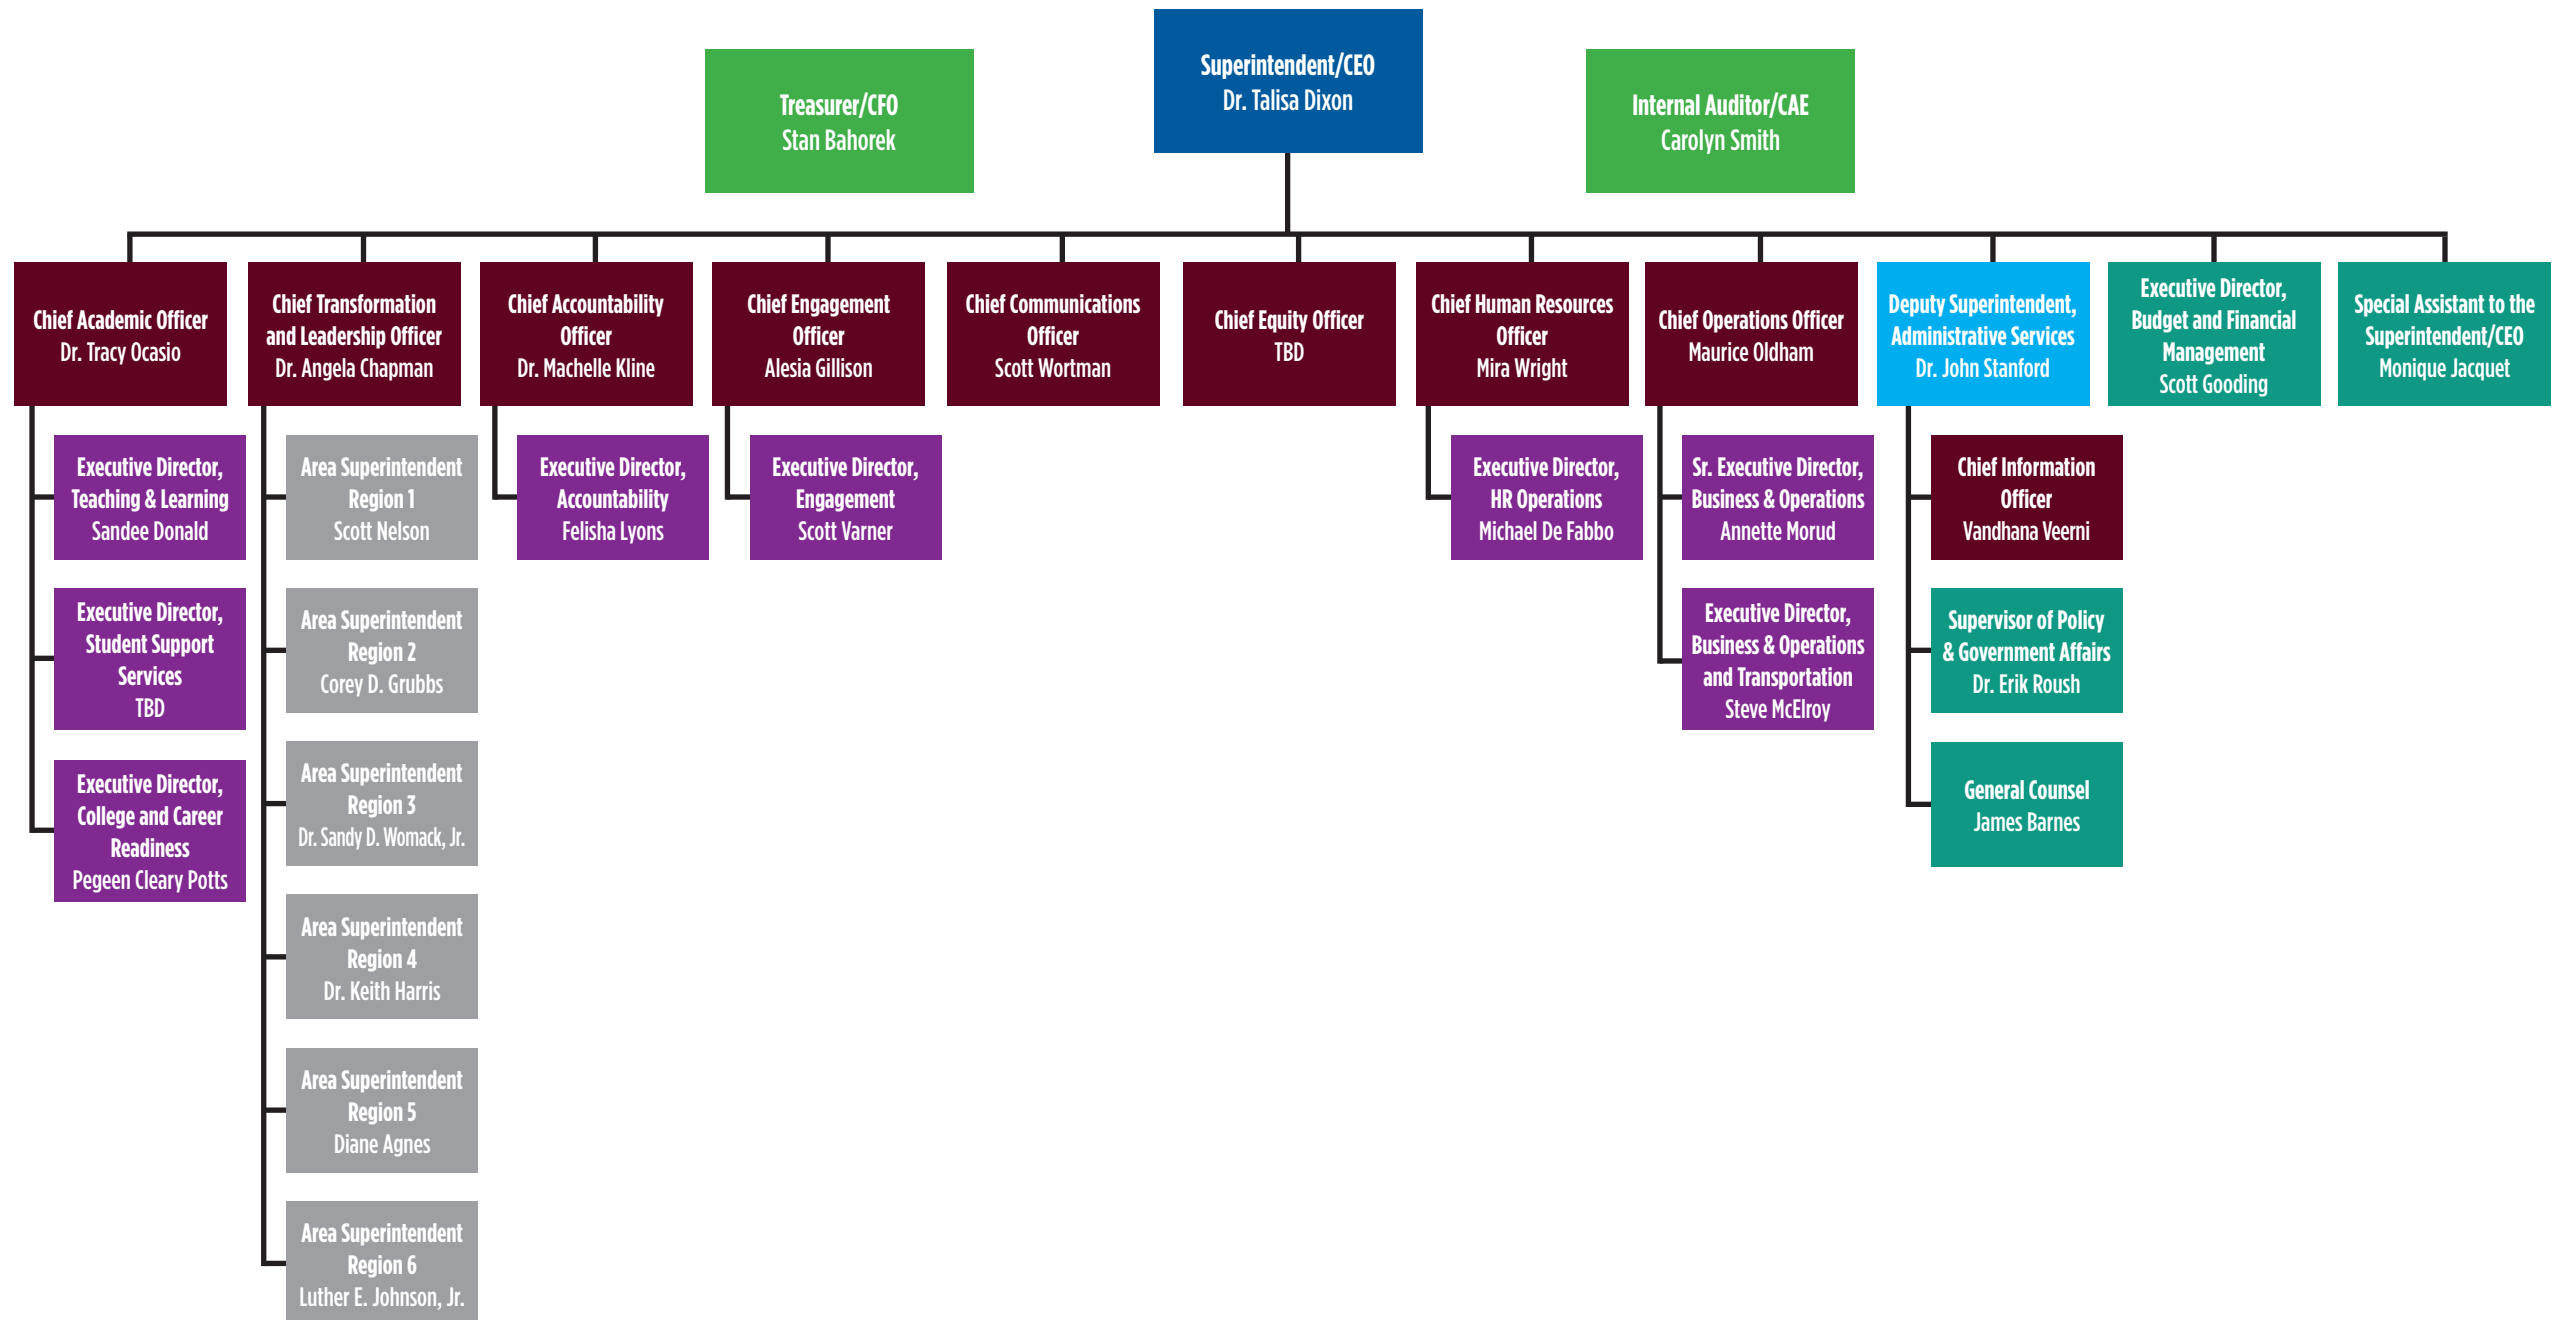 Superintendent/CEO
Dr. Talisa Dixon
Treasurer/CFO
Stan Bahorek
Internal Auditor/CAE
Carolyn Smith
Chief Academic Officer
Dr. Tracy Ocasio
Chief Transformation
and Leadership Officer
Dr. Angela Chapman
Chief Accountability
Officer
Dr. Machelle Kline
Chief Engagement
Officer
Alesia Gillison
Chief Communications
Officer
Scott Wortman
Chief Equity Officer
TBD
Chief Human Resources
Officer
Mira Wright
Chief Operations Officer
Maurice Oldham
Deputy Superintendent,
Administrative Services
Dr. John Stanford
Executive Director,
Budget and Financial
Management
Scott Gooding
Special Assistant to the
Superintendent/CEO
Monique Jacquet
Executive Director,
Teaching & Learning
Sandee Donald
Executive Director,
Student Support
Services
TBD
Executive Director,
College and Career
Readiness
Pegeen Cleary Potts
Area Superintendent
Region 1
Scott Nelson
Area Superintendent
Region 2
Corey D. Grubbs
Area Superintendent
Region 3
Dr. Sandy D. Womack, Jr.
Area Superintendent
Region 4
Dr. Keith Harris
Area Superintendent
Region 5
Diane Agnes
Area Superintendent
Region 6
Luther E. Johnson, Jr.
Executive Director,
Accountability
Felisha Lyons
Executive Director,
Engagement
Scott Varner
Executive Director,
HR Operations
Michael De Fabbo
Sr. Executive Director,
Business & Operations
Annette Morud
Executive Director,
Business & Operations
and Transportation
Steve McElroy
Chief Information
Officer
Vandhana Veerni
Supervisor of Policy
& Government Affairs
Dr. Erik Roush
General Counsel
James Barnes